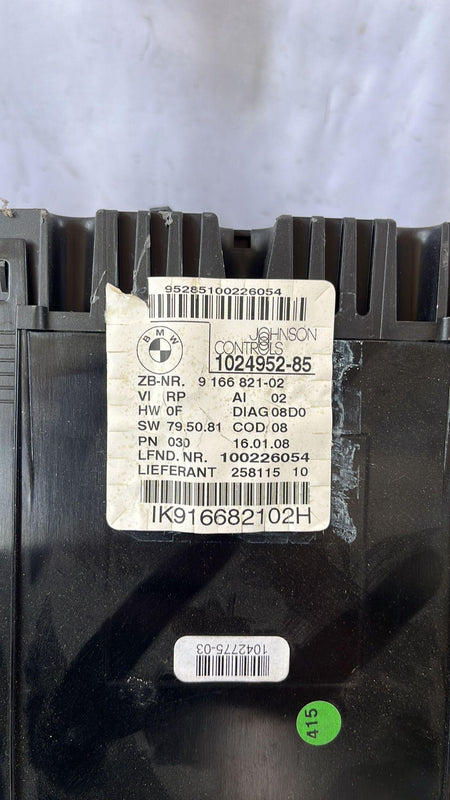 95285100226054
BMW
JOHNSON
CONTROLS
1024952-85
ZB-NR. 9 166 821-02
VI RP AI 02
HW 0F DIAG 08D0
SW 79.50.81 COD 08
PN 030 16.01.08
LFND. NR. 100226054
LIEFERANT 258115 10
IK916682102H
1042775-03
415